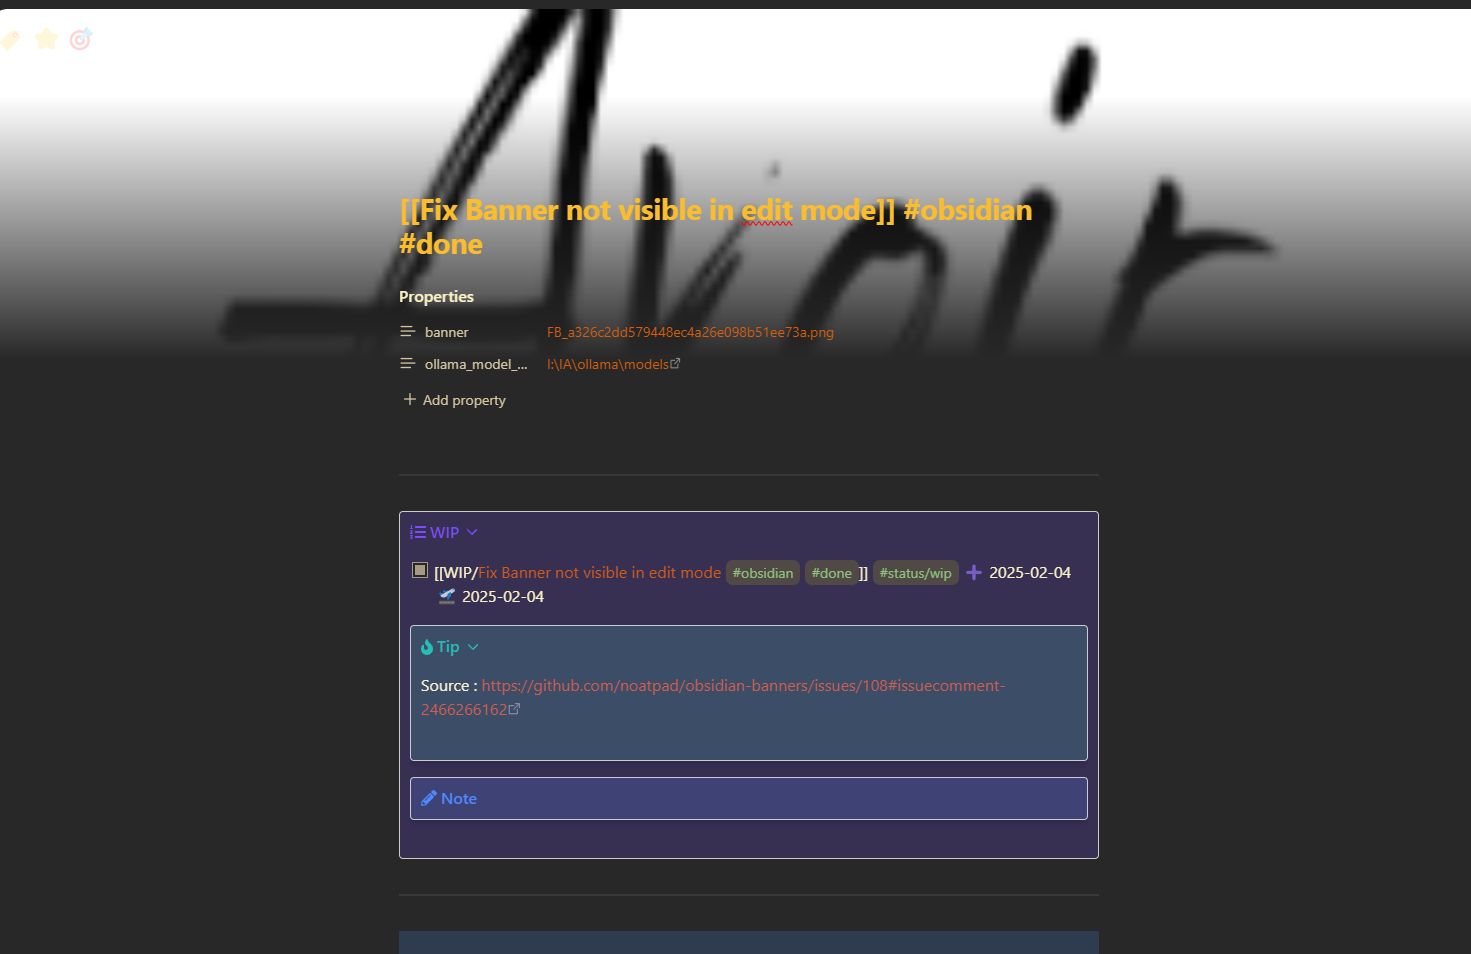 [[Fix Banner not visible in edit mode]] #obsidian
#done
Properties
banner FB_a326c2dd579448ec4a26e098b51ee73a.png
ollama_model_... I:\IA\ollama\models
+ Add property
WIP
[[WIP/Fix Banner not visible in edit mode #obsidian #done]] #status/wip ➕ 2025-02-04
🛫 2025-02-04
Tip
Source : https://github.com/noatpad/obsidian-banners/issues/108#issuecomment-
2466266162
Note